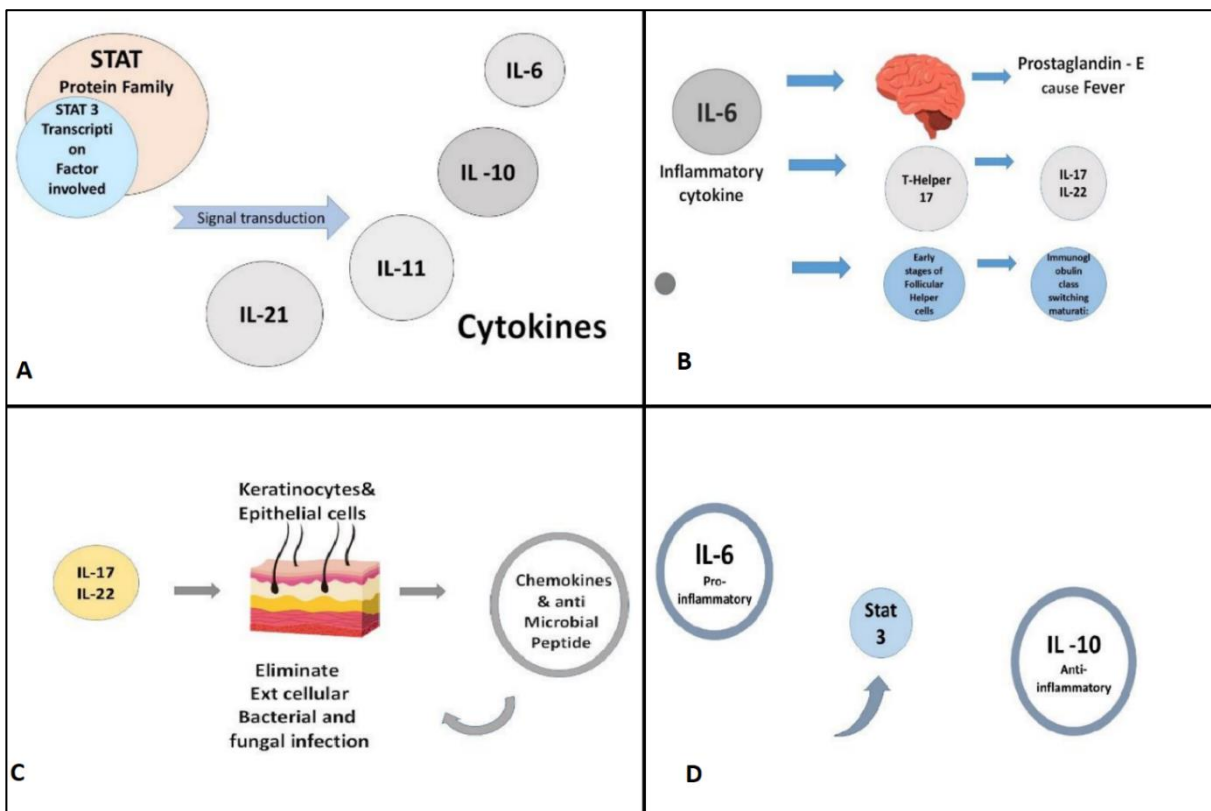 STAT
Protein Family
STAT 3
Transcripti
on
Factor
involved
Signal transduction
IL-6
IL -10
IL-11
IL-21
Cytokines
A
IL-6
Inflammatory
cytokine
Prostaglandin - E
cause Fever
T-Helper
17
IL-17
IL-22
Early
stages of
Follicular
Helper
cells
Immunogl
obulin
class
switching
maturati:
B
IL-17
IL-22
Keratinocytes&
Epithelial cells
Chemokines
& anti
Microbial
Peptide
Eliminate
Ext cellular
Bacterial and
fungal infection
C
IL-6
Pro-
inflammatory
Stat
3
IL -10
Anti-
inflammatory
D